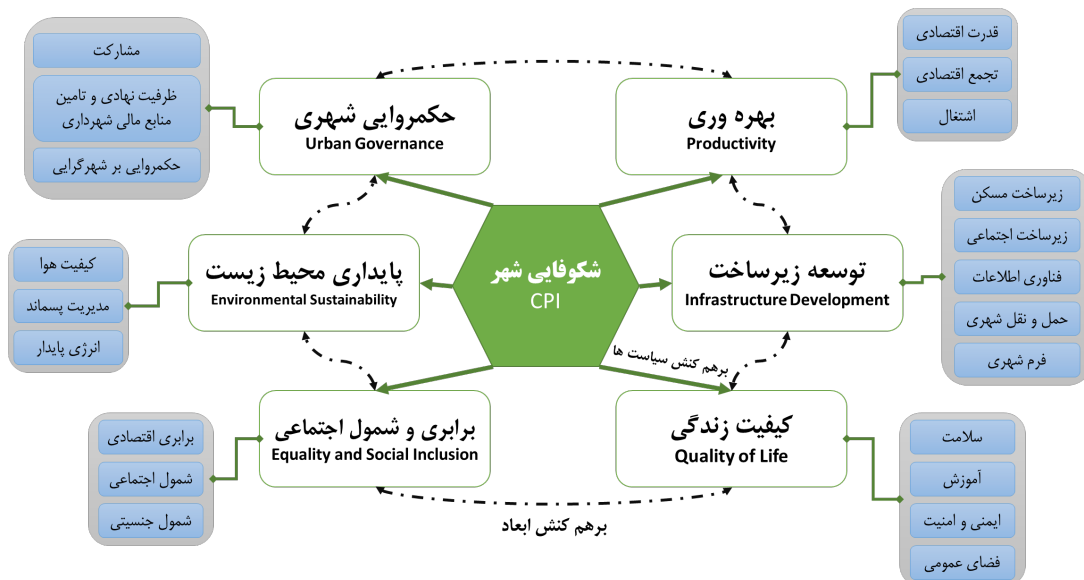 مشارکت
ظرفیت نهادی و تامین
منابع مالی شهرداری
حکمروایی بر شهرگرایی
حکمروایی شهری
Urban Governance
بهره وری
Productivity
قدرت اقتصادی
تجمع اقتصادی
اشتغال
کیفیت هوا
مدیریت پسماند
انرژی پایدار
پایداری محیط زیست
Environmental Sustainability
شکوفایی شهر
CPI
توسعه زیرساخت
Infrastructure Development
زیرساخت مسکن
زیرساخت اجتماعی
فناوری اطلاعات
حمل و نقل شهری
فرم شهری
برهم کنش سیاست ها
برابری اقتصادی
شمول اجتماعی
شمول جنسیتی
برابری و شمول اجتماعی
Equality and Social Inclusion
کیفیت زندگی
Quality of Life
سلامت
آموزش
ایمنی و امنیت
فضای عمومی
برهم کنش ابعاد